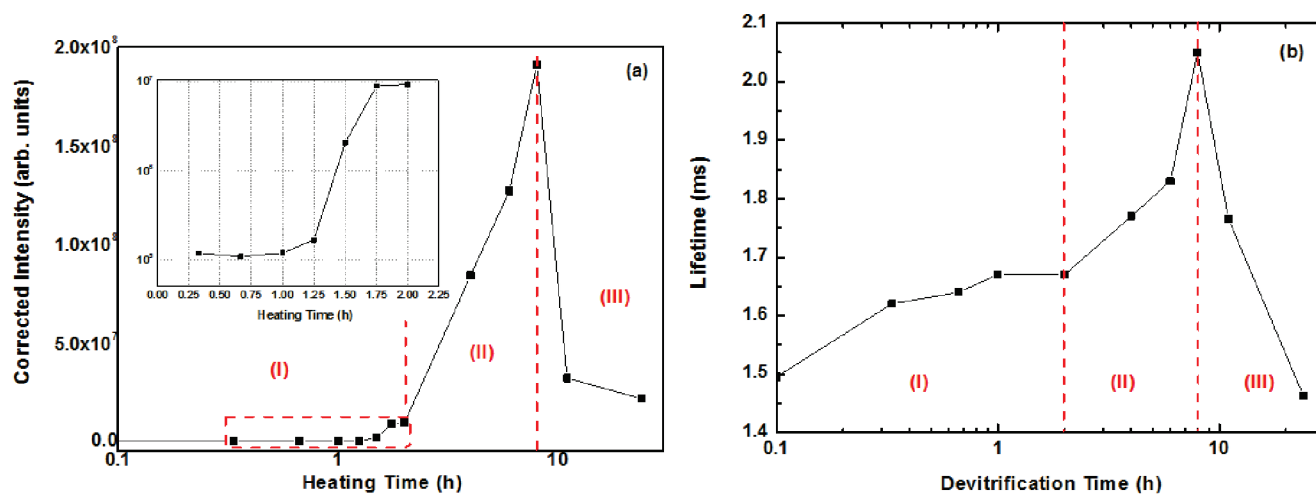 2.0x10⁸
1.5x10⁸
1.0x10⁸
5.0x10⁷
0.0
Corrected Intensity (arb. units)
(a)
10⁷
10⁶
10⁵
0.00 0.25 0.50 0.75 1.00 1.25 1.50 1.75 2.00 2.25
Heating Time (h)
(I)
(II)
(III)
0.1 1 10
Heating Time (h)
2.1
2.0
1.9
1.8
1.7
1.6
1.5
1.4
Lifetime (ms)
(b)
(I)
(II)
(III)
0.1 1 10
Devitrification Time (h)